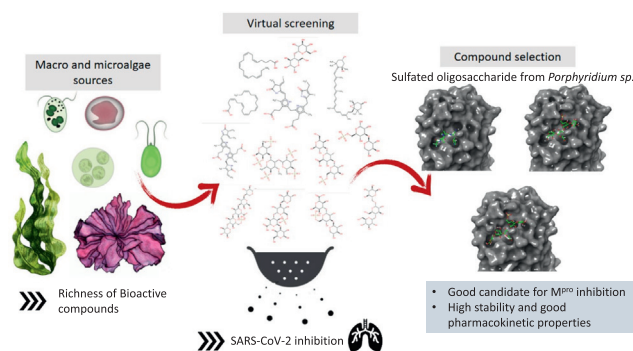 Macro and microalgae
sources
Richness of Bioactive
compounds
Virtual screening
SARS-CoV-2 inhibition
Compound selection
Sulfated oligosaccharide from Porphyridium sp.
• Good candidate for Mpro inhibition
• High stability and good
pharmacokinetic properties